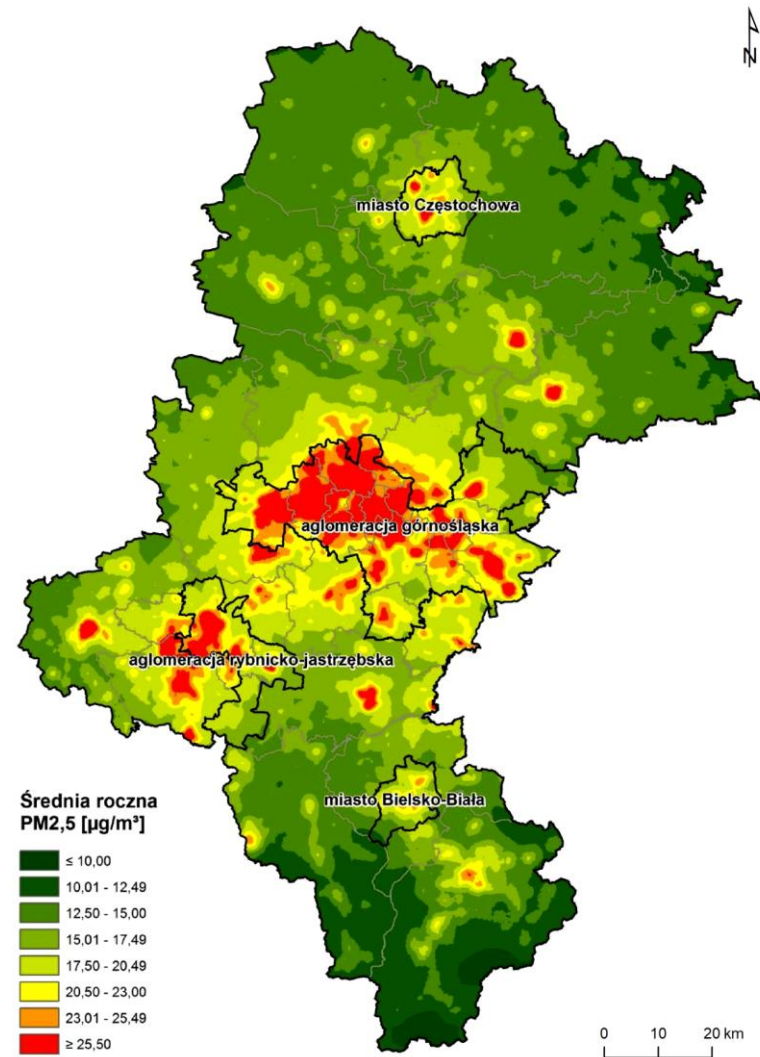 N
miasto Częstochowa
aglomeracja górnośląska
aglomeracja rybnicko-jastrzębska
miasto Bielsko-Biała
Średnia roczna
PM2,5 [µg/m³]
≤ 10,00
10,01 - 12,49
12,50 - 15,00
15,01 - 17,49
17,50 - 20,49
20,50 - 23,00
23,01 - 25,49
≥ 25,50
0 10 20 km